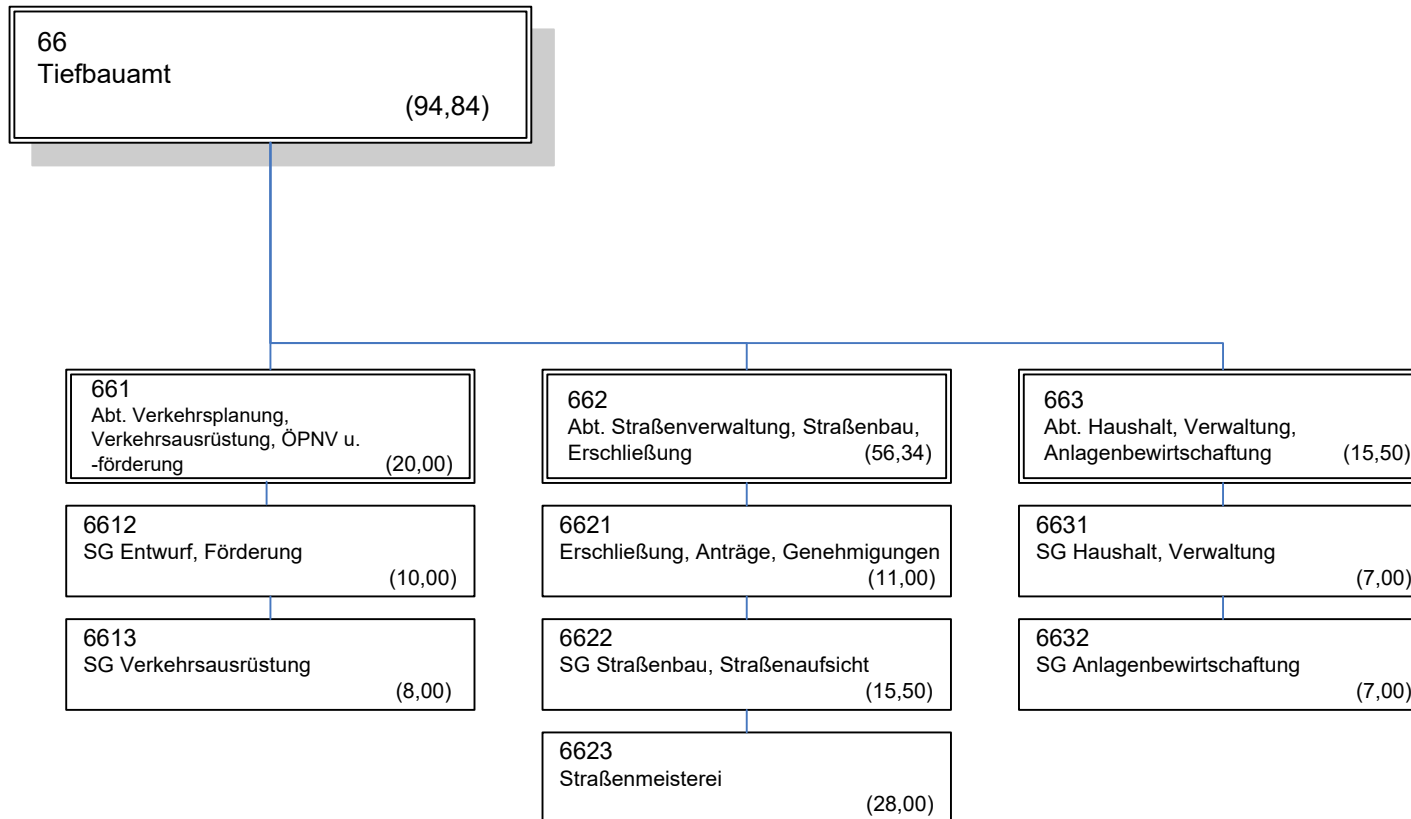 66
Tiefbauamt
(94,84)
661
Abt. Verkehrsplanung,
Verkehrsausrüstung, ÖPNV u.
-förderung (20,00)
6612
SG Entwurf, Förderung
(10,00)
6613
SG Verkehrsausrüstung
(8,00)
662
Abt. Straßenverwaltung, Straßenbau,
Erschließung (56,34)
6621
Erschließung, Anträge, Genehmigungen
(11,00)
6622
SG Straßenbau, Straßenaufsicht
(15,50)
6623
Straßenmeisterei
(28,00)
663
Abt. Haushalt, Verwaltung,
Anlagenbewirtschaftung (15,50)
6631
SG Haushalt, Verwaltung
(7,00)
6632
SG Anlagenbewirtschaftung
(7,00)